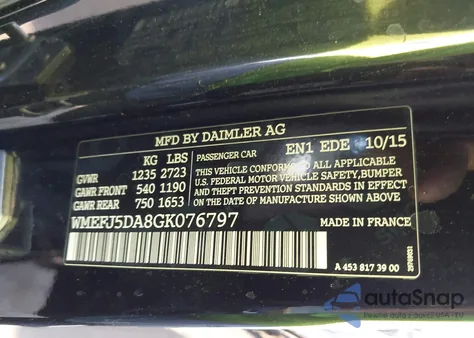 MFD BY DAIMLER AG
KG LBS PASSENGER CAR EN1 EDE 10/15
GVWR 1235 2723
GAWR FRONT 540 1190
GAWR REAR 750 1653
THIS VEHICLE CONFORMS TO ALL APPLICABLE
U.S. FEDERAL MOTOR VEHICLE SAFETY,BUMPER
AND THEFT PREVENTION STANDARDS IN
EFFECT ON THE DATE OF
MANUFACTURE SHOWN ABOVE.
WMEFJ5DA8GK076797 MADE IN FRANCE
A 453 817 39 00
autoSnap